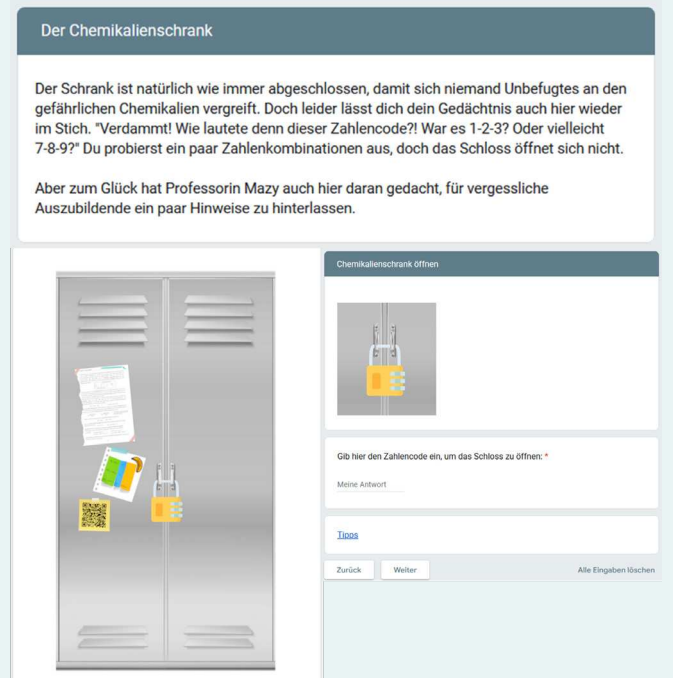 Der Chemikalienschrank
Der Schrank ist natürlich wie immer abgeschlossen, damit sich niemand Unbefugtes an den
gefährlichen Chemikalien vergreift. Doch leider lässt dich dein Gedächtnis auch hier wieder
im Stich. "Verdammt! Wie lautete denn dieser Zahlencode?! War es 1-2-3? Oder vielleicht
7-8-9?" Du probierst ein paar Zahlenkombinationen aus, doch das Schloss öffnet sich nicht.
Aber zum Glück hat Professorin Mazy auch hier daran gedacht, für vergessliche
Auszubildende ein paar Hinweise zu hinterlassen.
Chemikalienschrank öffnen
Gib hier den Zahlencode ein, um das Schloss zu öffnen: *
Meine Antwort
Tipps
Zurück
Weiter
Alle Eingaben löschen